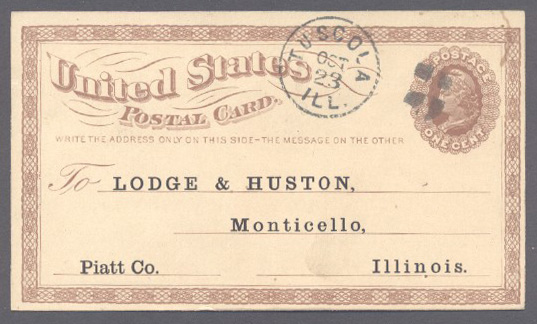 TUSCOLA
OCT
23
ILL.
United States
POSTAL CARD.
POSTAGE
ONE CENT
WRITE THE ADDRESS ONLY ON THIS SIDE-THE MESSAGE ON THE OTHER
To LODGE & HUSTON,
Monticello,
Piatt Co. Illinois.